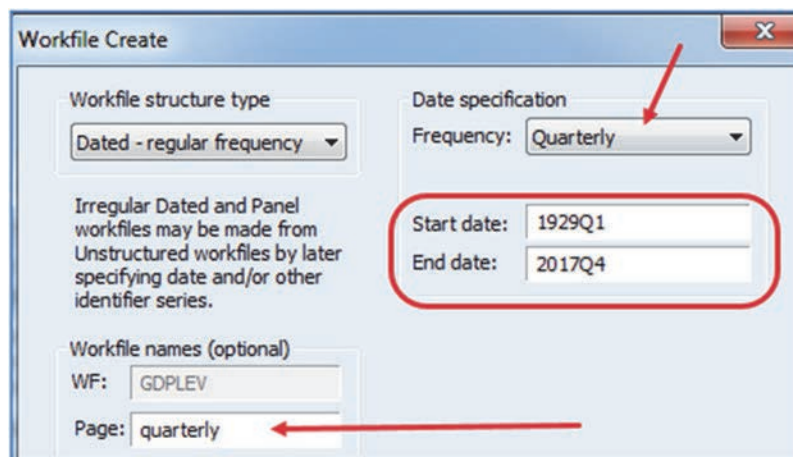 Workfile Create
Workfile structure type
Dated - regular frequency
Irregular Dated and Panel
workfiles may be made from
Unstructured workfiles by later
specifying date and/or other
identifier series.
Date specification
Frequency: Quarterly
Start date: 1929Q1
End date: 2017Q4
Workfile names (optional)
WF: GDPLEV
Page: quarterly